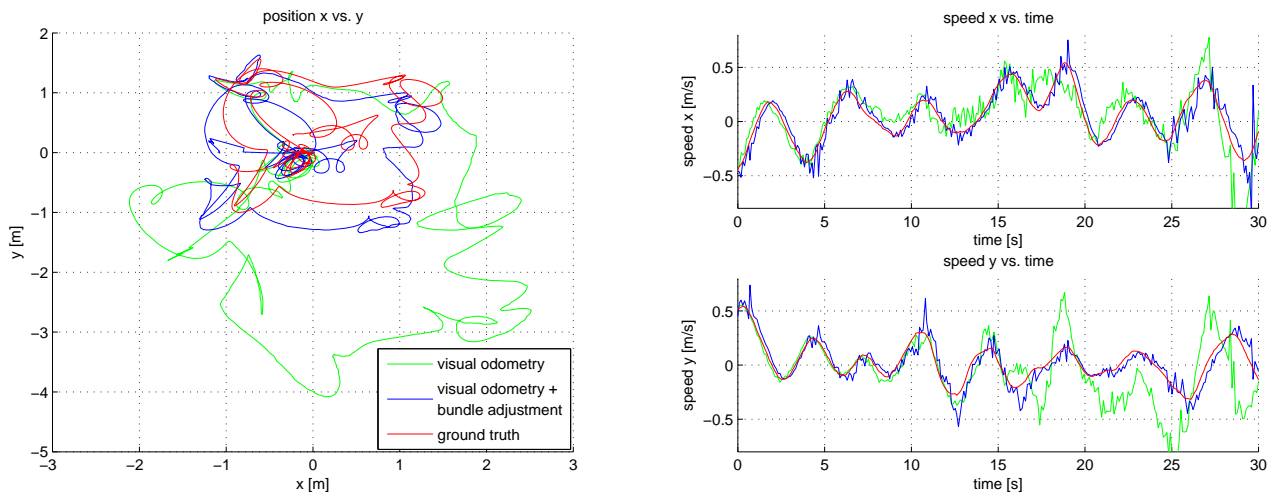 position x vs. y
2
1
0
−1
−2
−3
−4
−5
y [m]
−3
−2
−1
0
1
2
3
x [m]
visual odometry
visual odometry +
bundle adjustment
ground truth
speed x vs. time
0.5
0
−0.5
speed x [m/s]
0
5
10
15
20
25
30
time [s]
speed y vs. time
0.5
0
−0.5
speed y [m/s]
0
5
10
15
20
25
30
time [s]